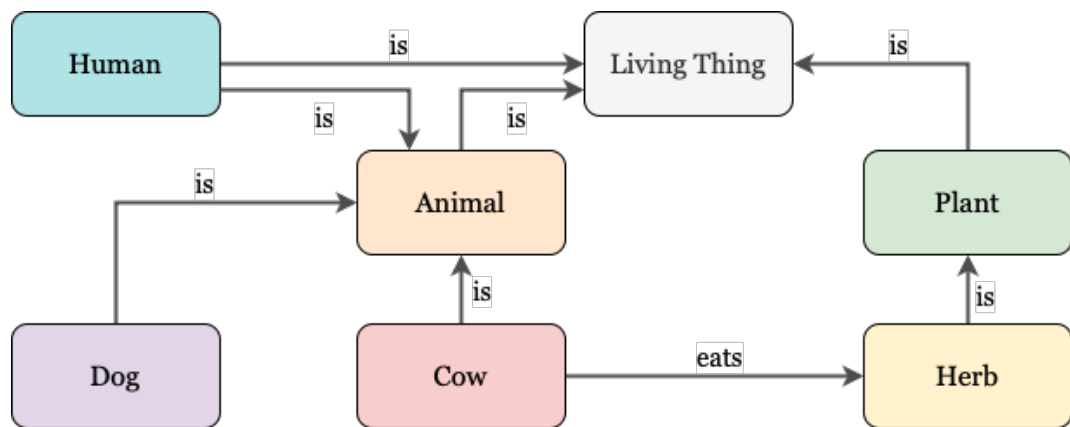 Human
is
Living Thing
is
is
is
is
Animal
Plant
is
is
Dog
Cow
eats
Herb